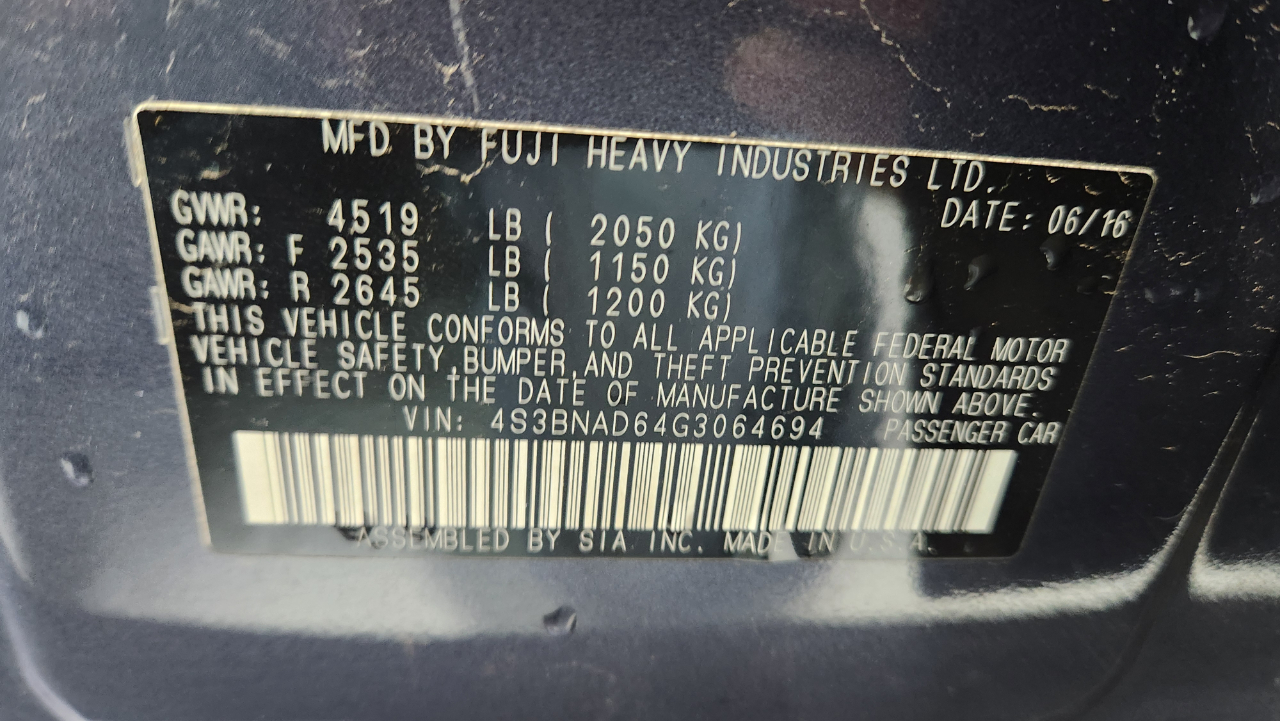 MFD BY FUJI HEAVY INDUSTRIES LTD.
DATE: 06/16
GVWR: 4519 LB ( 2050 KG)
GAWR: F 2535 LB ( 1150 KG)
GAWR: R 2645 LB ( 1200 KG)
THIS VEHICLE CONFORMS TO ALL APPLICABLE FEDERAL MOTOR
VEHICLE SAFETY,BUMPER,AND THEFT PREVENTION STANDARDS
IN EFFECT ON THE DATE OF MANUFACTURE SHOWN ABOVE.
VIN: 4S3BNAD64G3064694 PASSENGER CAR
ASSEMBLED BY SIA INC. MADE IN U.S.A.